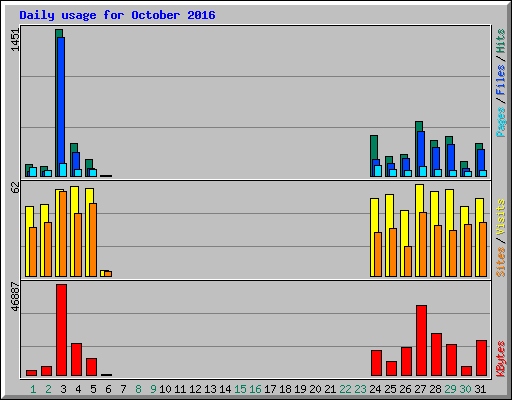 Daily usage for October 2016
1451
Pages / Files / Hits
62
Sites / Visits
46887
KBytes
1 2 3 4 5 6 7 8 9 10 11 12 13 14 15 16 17 18 19 20 21 22 23 24 25 26 27 28 29 30 31